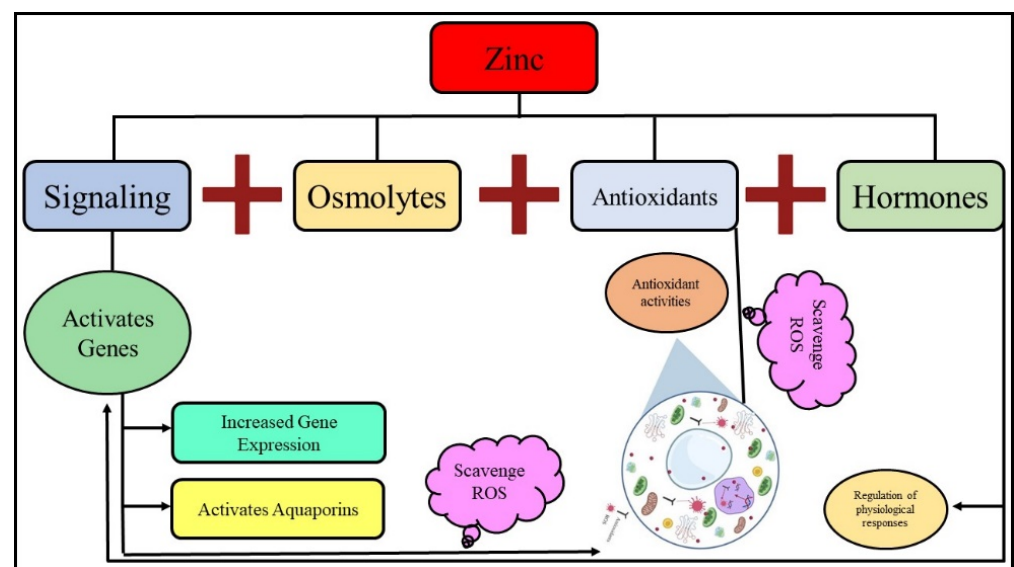 Zinc
Signaling
Osmolytes
Antioxidants
Hormones
Activates
Genes
Antioxidant
activities
Scavenge
ROS
Increased Gene
Expression
Activates Aquaporins
Scavenge
ROS
Regulation of
physiological
responses
ROS